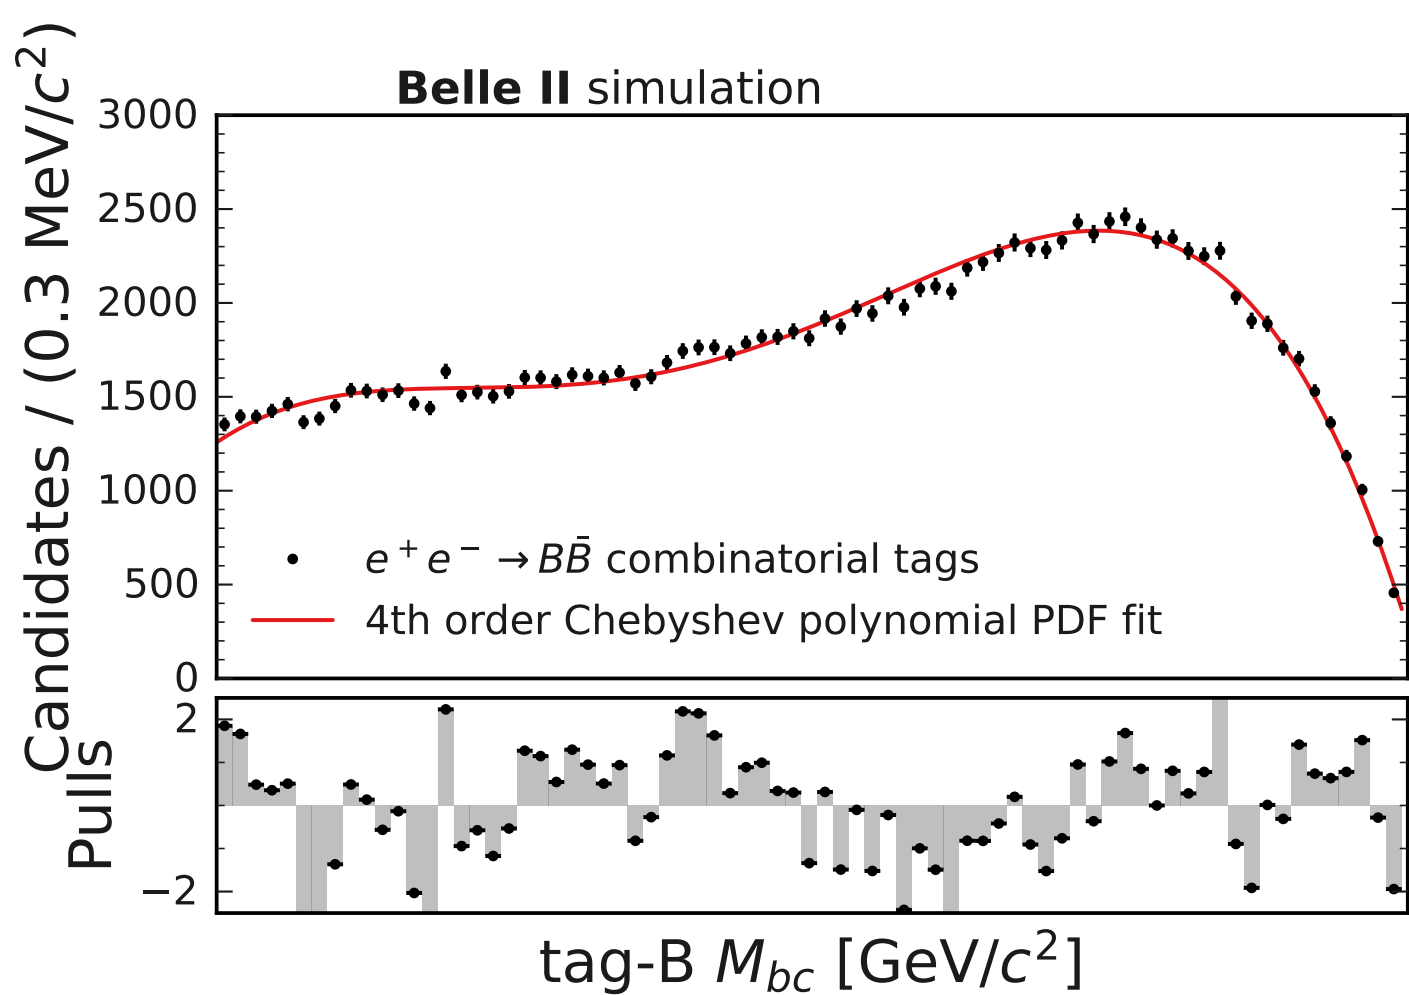 Belle II simulation
Candidates / (0.3 MeV/c²)
3000
2500
2000
1500
1000
500
0
e⁺e⁻ → BB̄ combinatorial tags
4th order Chebyshev polynomial PDF fit
Pulls
2
−2
tag-B M_bc [GeV/c²]